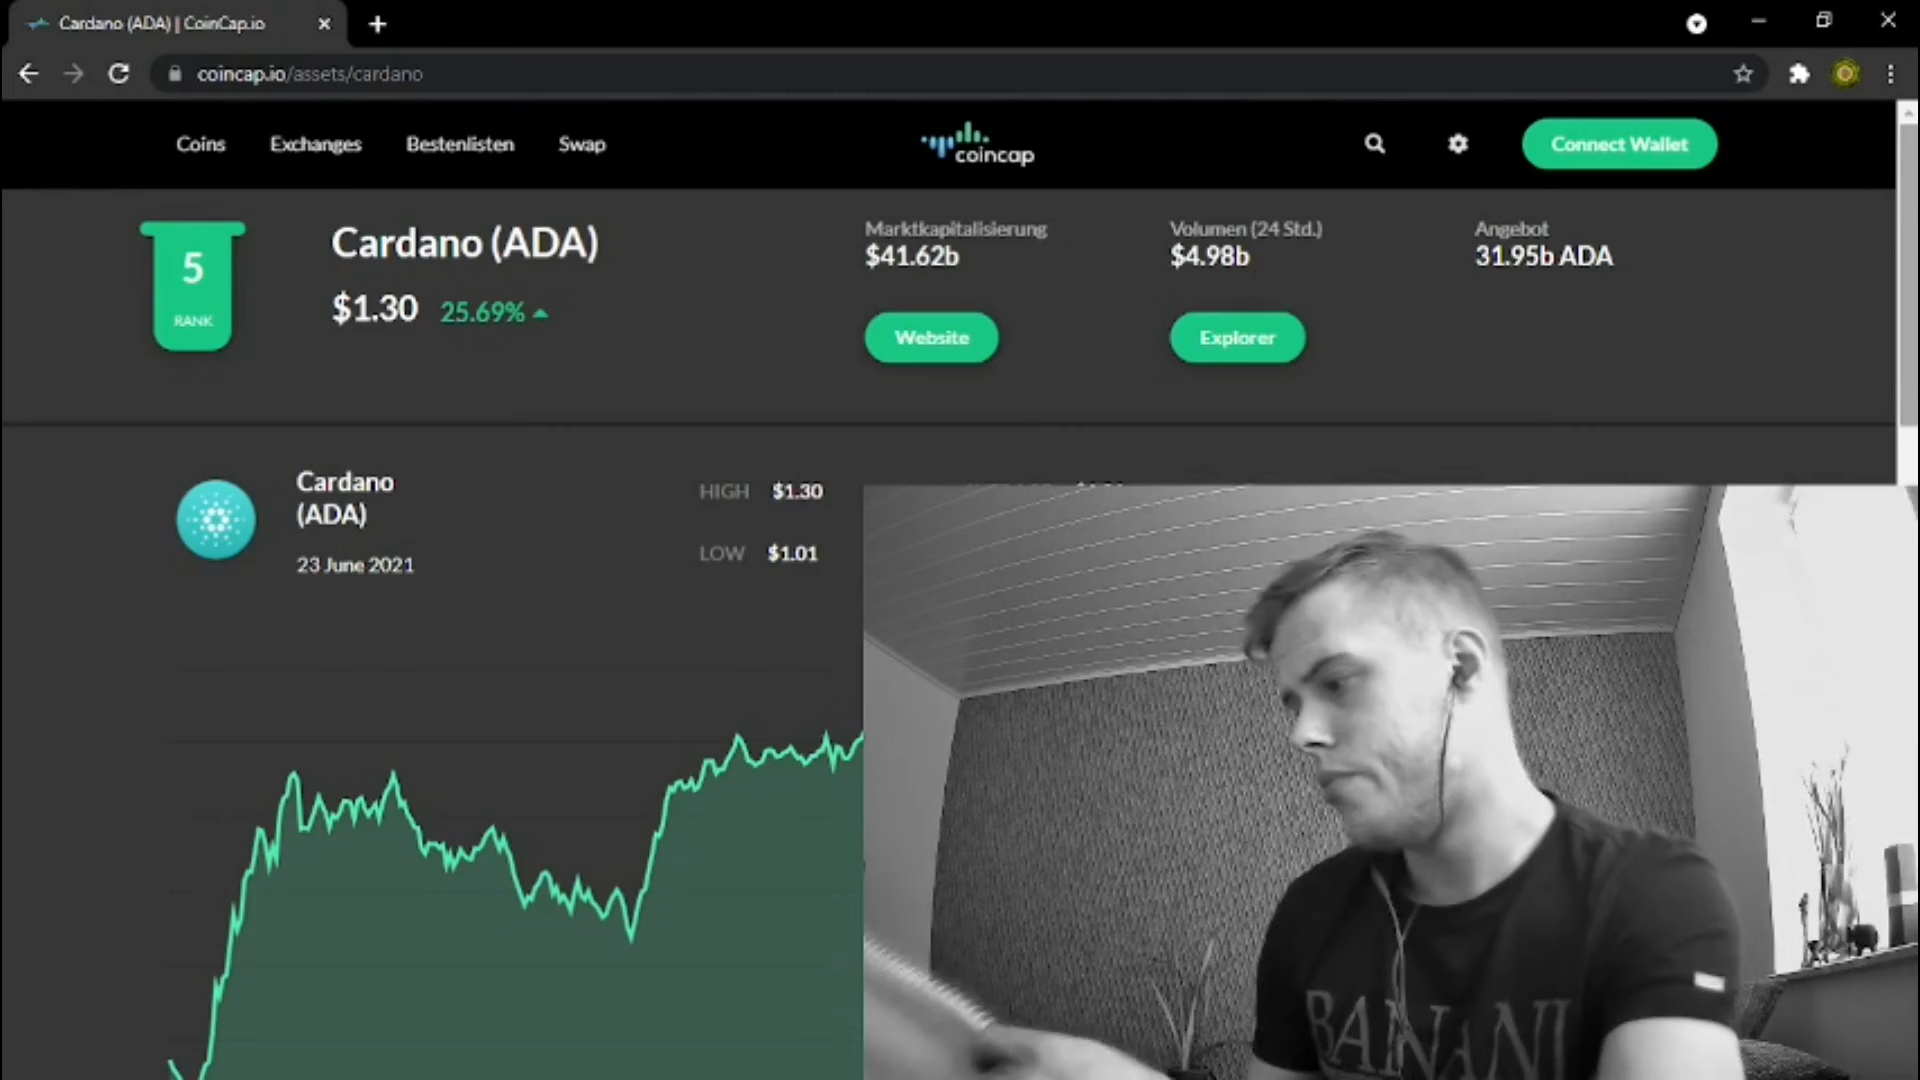 Cardano (ADA) | CoinCap.io
coincap.io/assets/cardano
Coins Exchanges Bestenlisten Swap
coincap
Connect Wallet
5
RANK
Cardano (ADA)
$1.30 25.69%
Marktkapitalisierung
$41.62b
Volumen (24 Std.)
$4.98b
Angebot
31.95b ADA
Website
Explorer
Cardano
(ADA)
23 June 2021
HIGH $1.30
LOW $1.01
BANANI